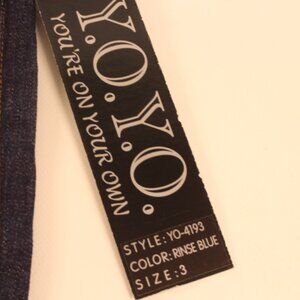 Y.O.Y.O.
YOU'RE ON YOUR OWN
STYLE: YO-4193
COLOR: RINSE BLUE
SIZE: 3